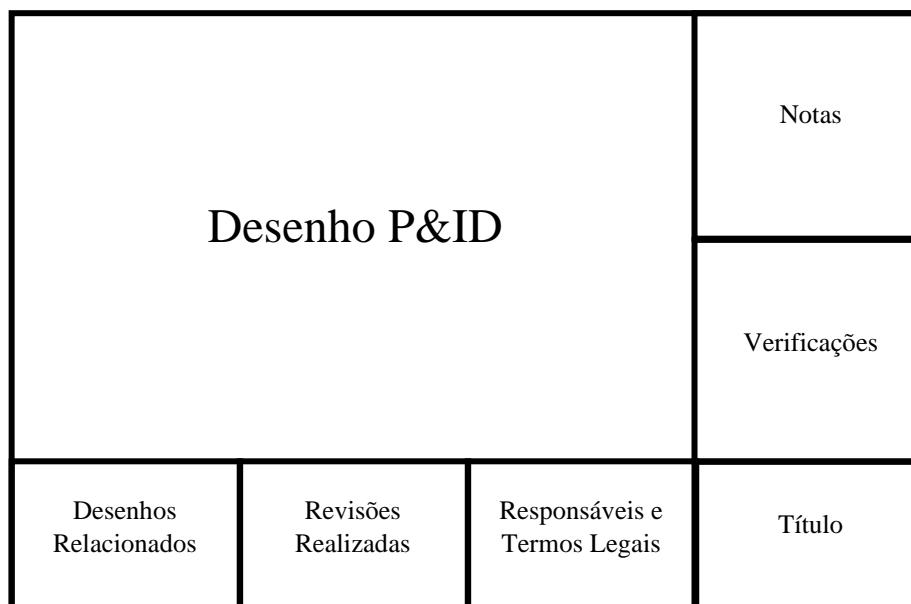 Notas
Desenho P&ID
Verificações
Desenhos
Relacionados
Revisões
Realizadas
Responsáveis e
Termos Legais
Título